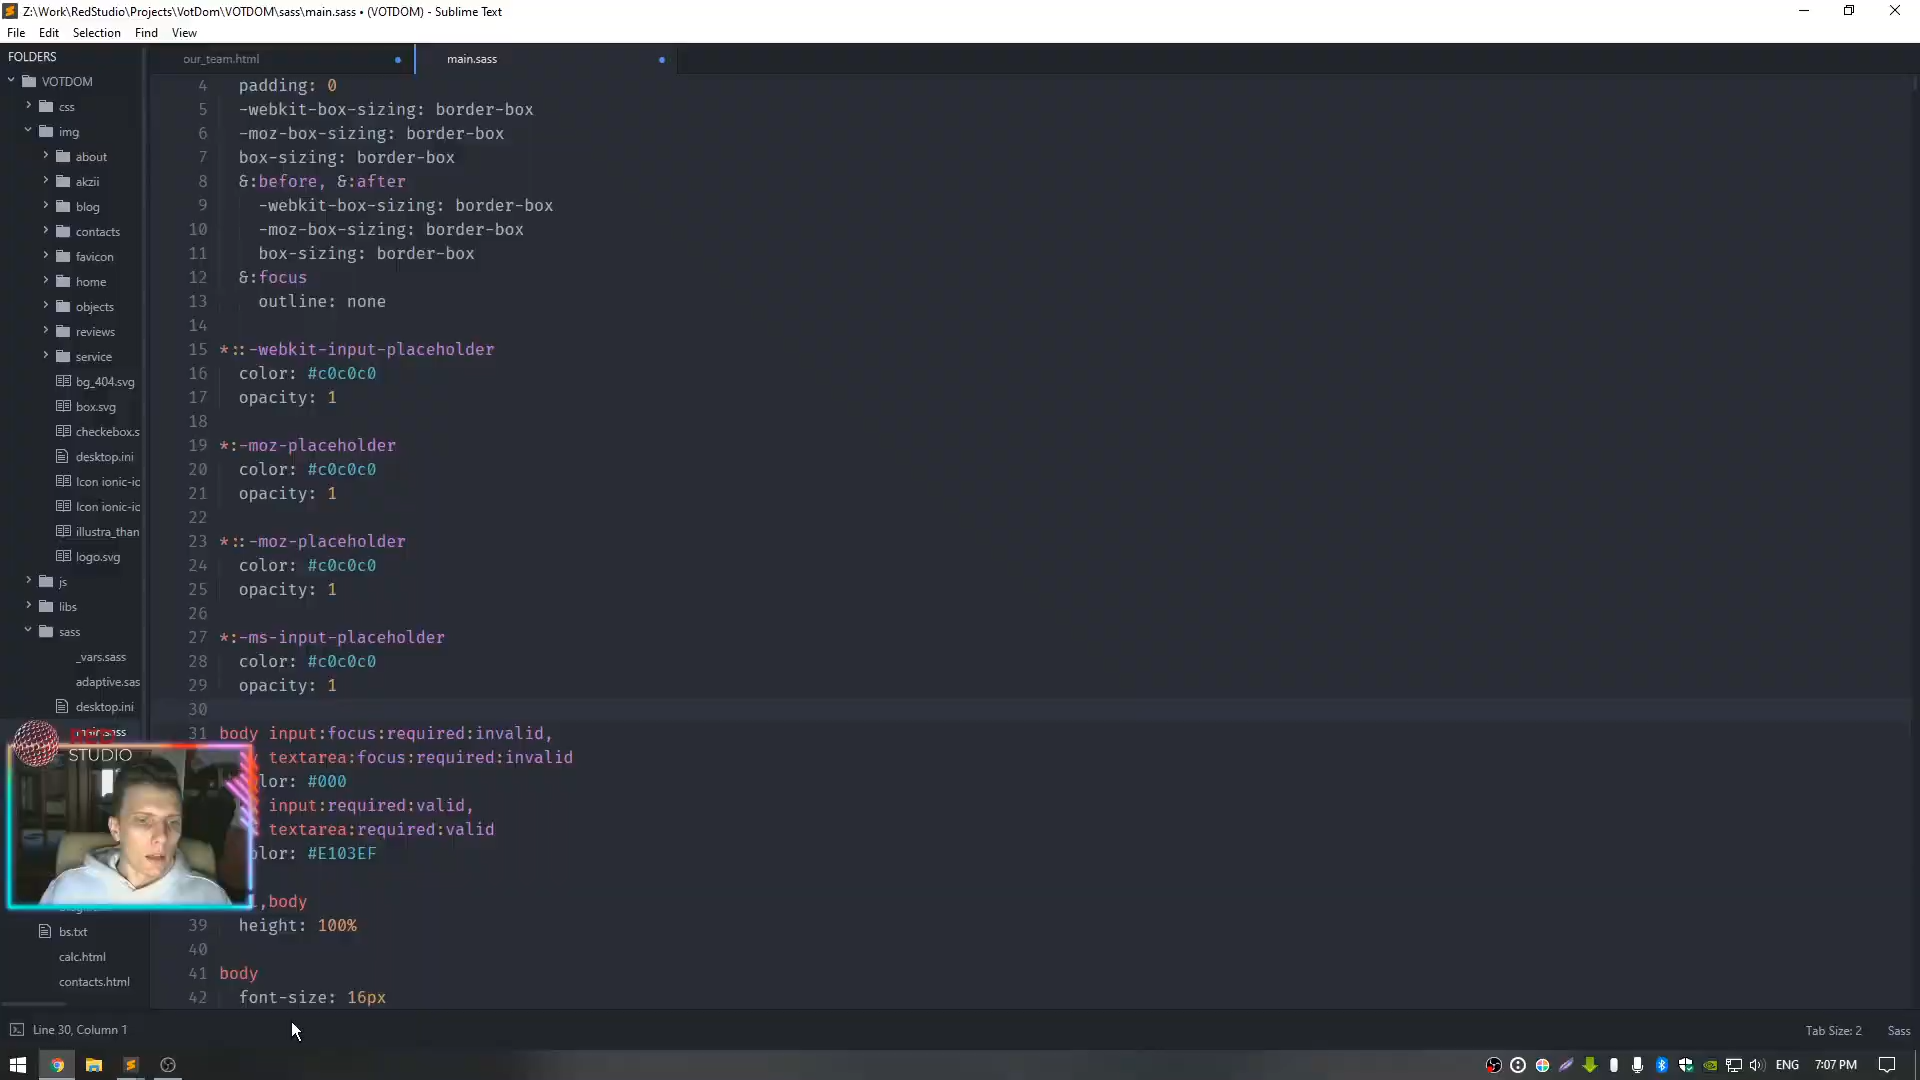 Z:\Work\RedStudio\Projects\VotDom\VOTDOM\sass\main.sass • (VOTDOM) - Sublime Text
File Edit Selection Find View
FOLDERS
VOTDOM
css
img
about
akzii
blog
contacts
favicon
home
objects
reviews
service
bg_404.svg
box.svg
checkebox.s
desktop.ini
Icon ionic-ic
Icon ionic-ic
illustra_than
logo.svg
js
libs
sass
_vars.sass
adaptive.sas
desktop.ini
main.sass
STUDIO
bs.txt
calc.html
contacts.html
our_team.html main.sass
4 padding: 0
5 -webkit-box-sizing: border-box
6 -moz-box-sizing: border-box
7 box-sizing: border-box
8 &:before, &:after
9 -webkit-box-sizing: border-box
10 -moz-box-sizing: border-box
11 box-sizing: border-box
12 &:focus
13 outline: none
14
15 *::-webkit-input-placeholder
16 color: #c0c0c0
17 opacity: 1
18
19 *:-moz-placeholder
20 color: #c0c0c0
21 opacity: 1
22
23 *::-moz-placeholder
24 color: #c0c0c0
25 opacity: 1
26
27 *:-ms-input-placeholder
28 color: #c0c0c0
29 opacity: 1
30
31 body input:focus:required:invalid,
textarea:focus:required:invalid
lor: #000
input:required:valid,
textarea:required:valid
olor: #E103EF
,body
39 height: 100%
40
41 body
42 font-size: 16px
Line 30, Column 1 Tab Size: 2 Sass
ENG 7:07 PM